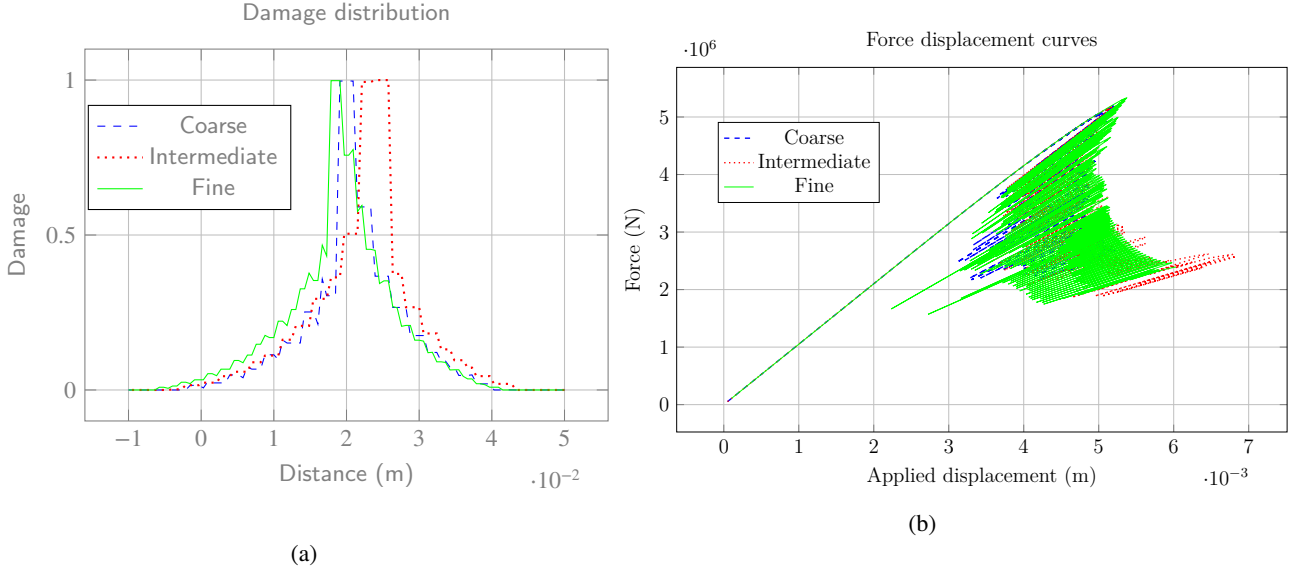 Damage distribution
1
0.5
0
Damage
Coarse
Intermediate
Fine
−1
0
1
2
3
4
5
Distance (m)
·10−2
(a)
Force displacement curves
·10⁶
5
4
3
2
1
0
Force (N)
Coarse
Intermediate
Fine
0
1
2
3
4
5
6
7
Applied displacement (m)
·10−3
(b)